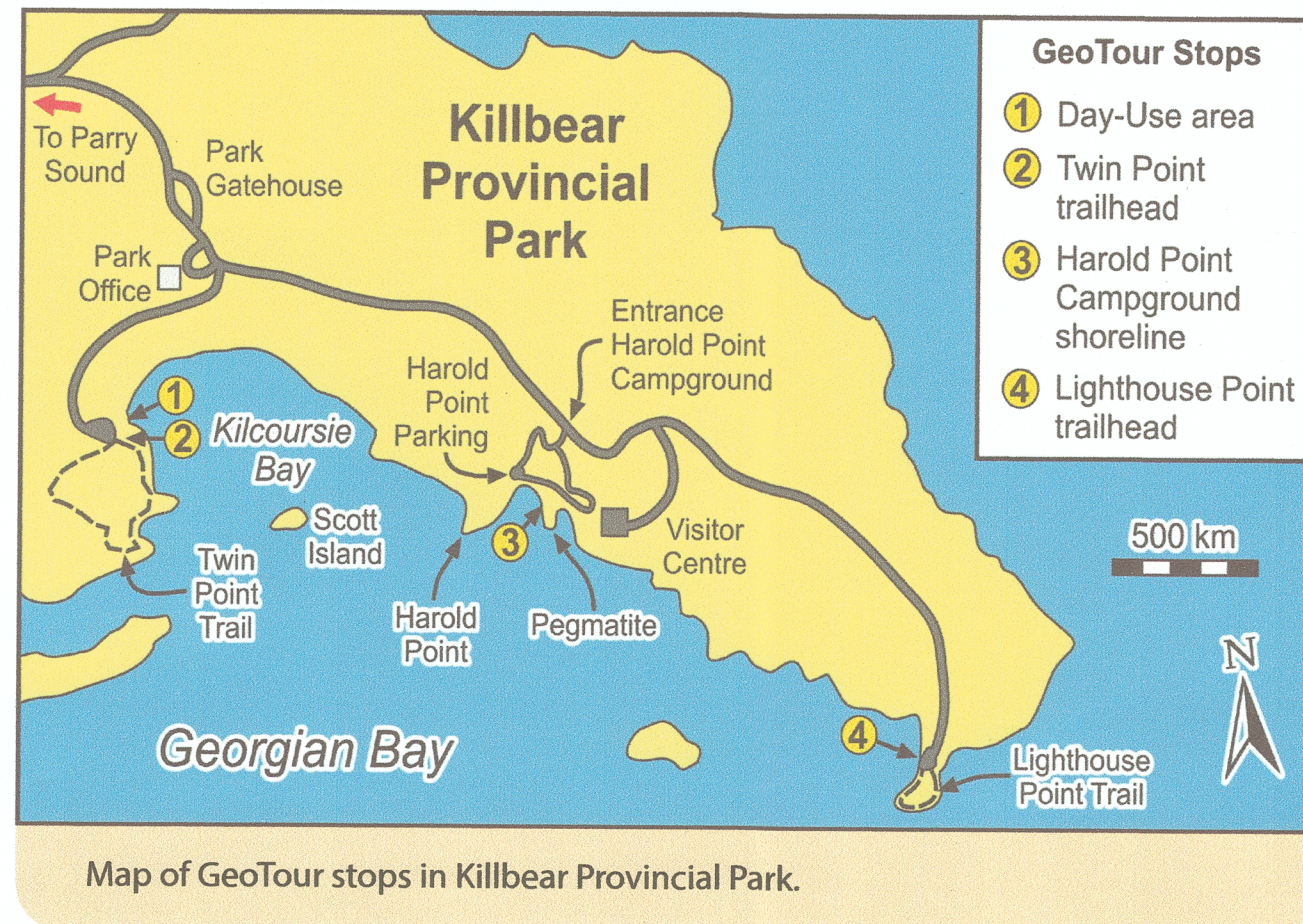 Killbear
Provincial
Park
GeoTour Stops
1 Day-Use area
2 Twin Point
trailhead
3 Harold Point
Campground
shoreline
4 Lighthouse Point
trailhead
To Parry
Sound
Park
Gatehouse
Park
Office
Entrance
Harold Point
Campground
Harold
Point
Parking
1
2
Kilcoursie
Bay
Scott
Island
3
Visitor
Centre
500 km
Twin
Point
Trail
Harold
Point
Pegmatite
N
Georgian Bay
4
Lighthouse
Point Trail
Map of GeoTour stops in Killbear Provincial Park.